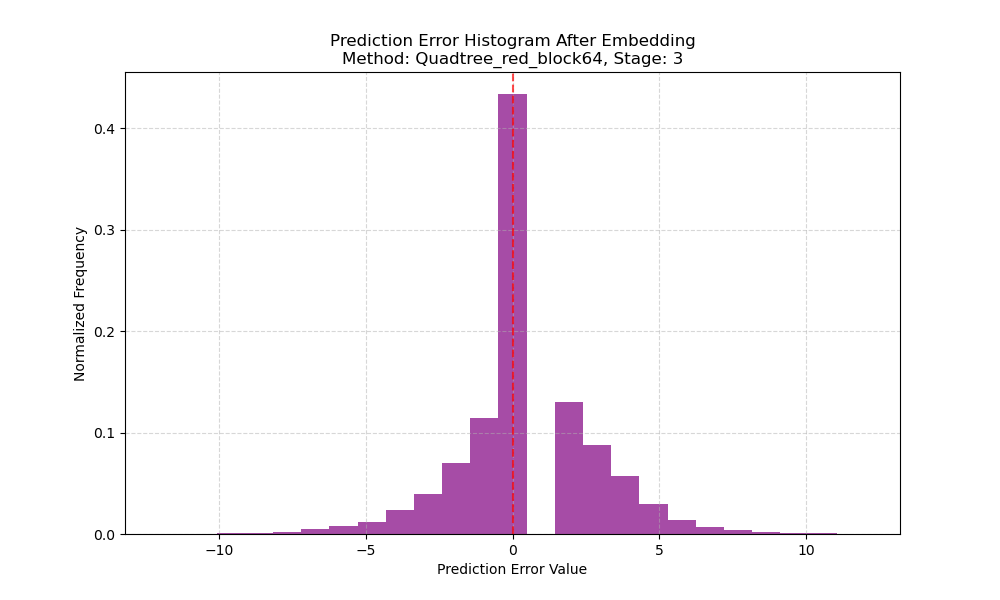 Prediction Error Histogram After Embedding
Method: Quadtree_red_block64, Stage: 3
Normalized Frequency
0.4
0.3
0.2
0.1
0.0
−10
−5
0
5
10
Prediction Error Value